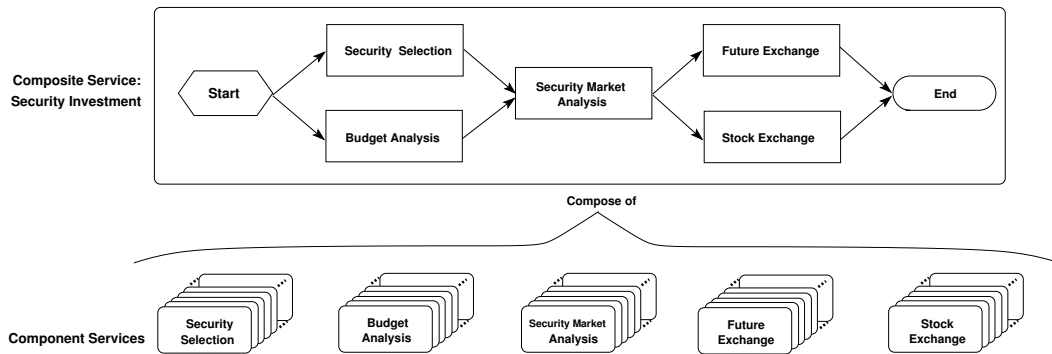 Composite Service:
Security Investment
Start
Security Selection
Budget Analysis
Security Market
Analysis
Future Exchange
Stock Exchange
End
Compose of
Component Services
Security
Selection
Budget
Analysis
Security Market
Analysis
Future
Exchange
Stock
Exchange